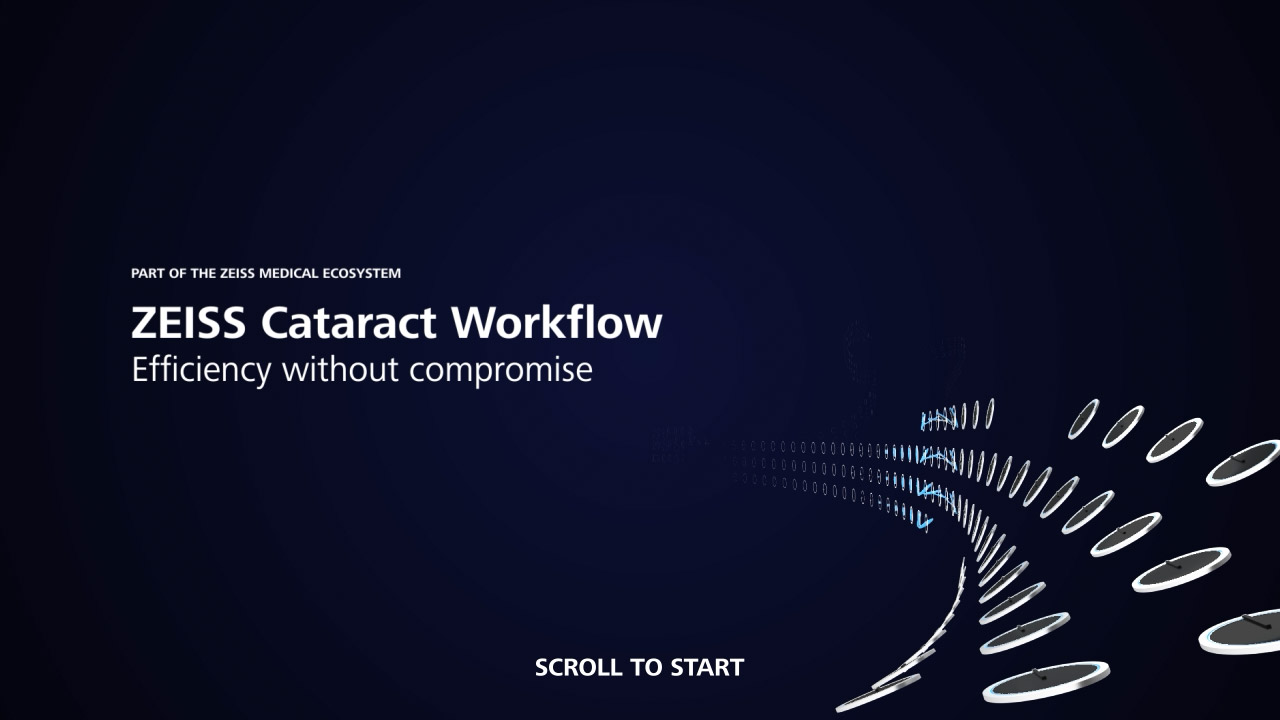 PART OF THE ZEISS MEDICAL ECOSYSTEM
ZEISS Cataract Workflow
Efficiency without compromise
SCROLL TO START